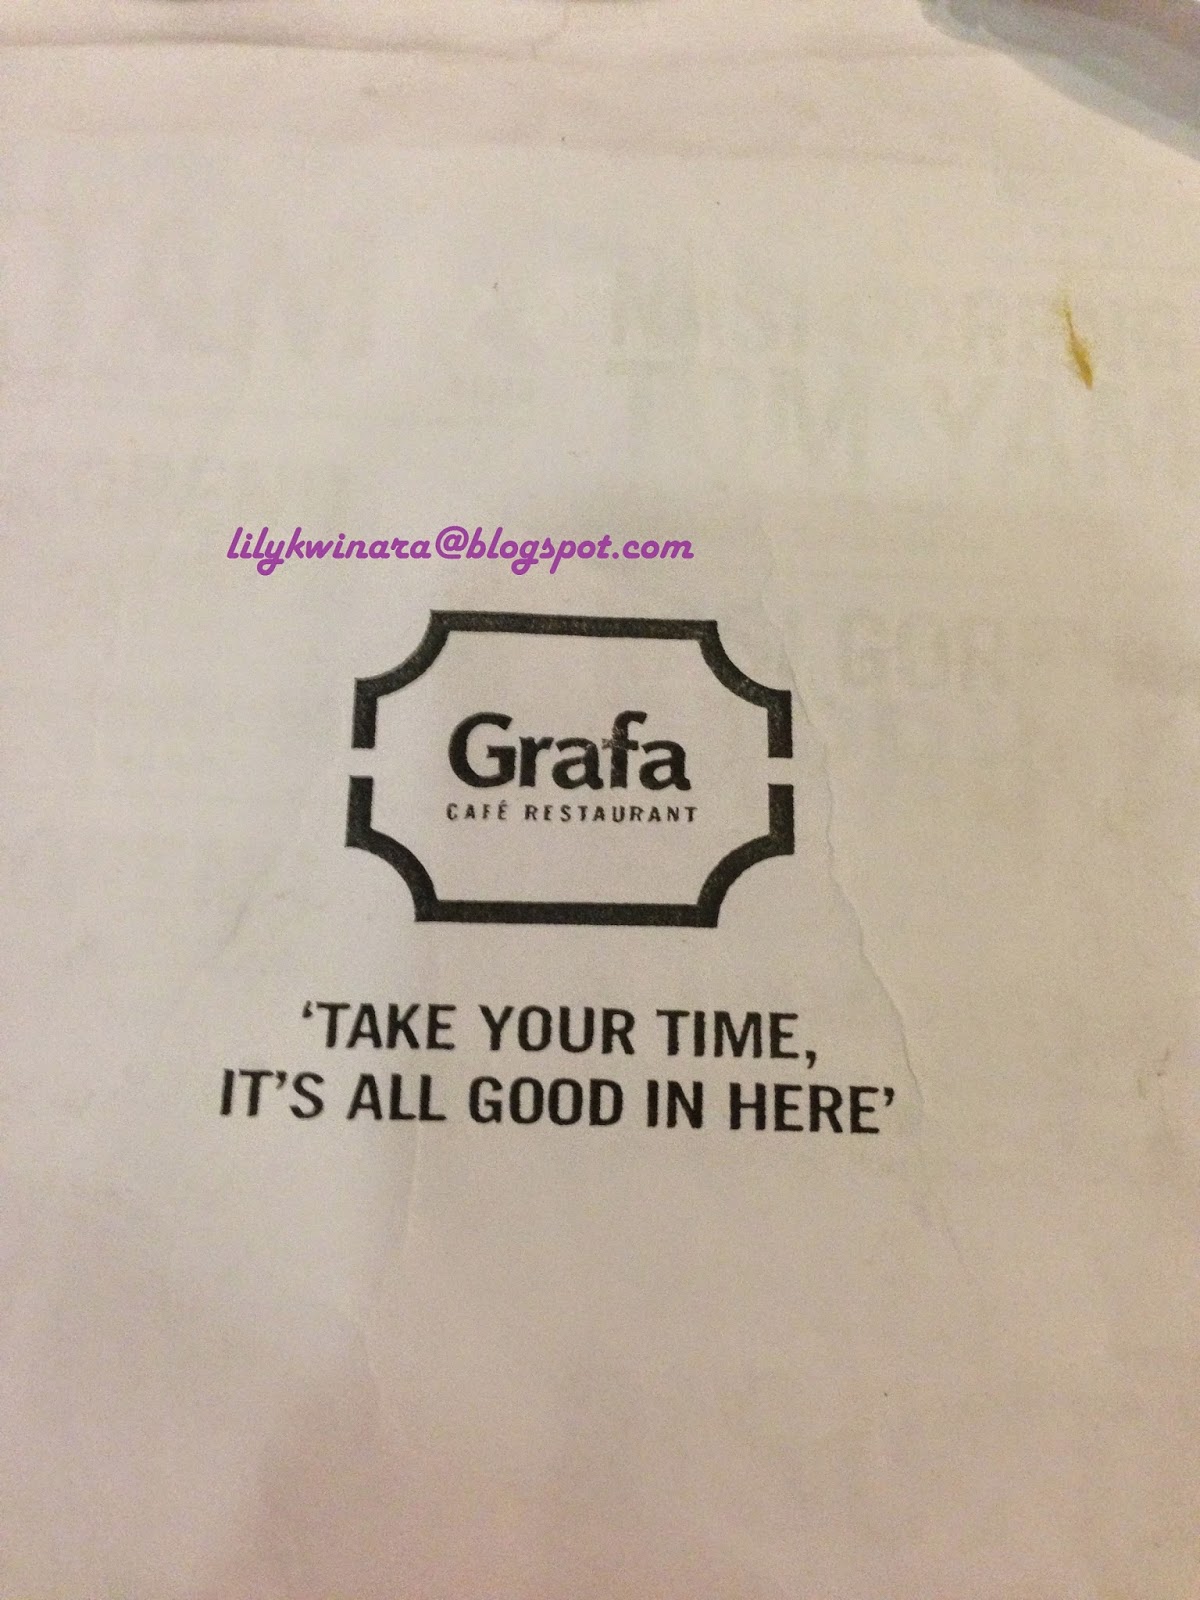 lilykwinara@blogspot.com
Grafa
CAFÉ RESTAURANT
‘TAKE YOUR TIME,
IT’S ALL GOOD IN HERE’